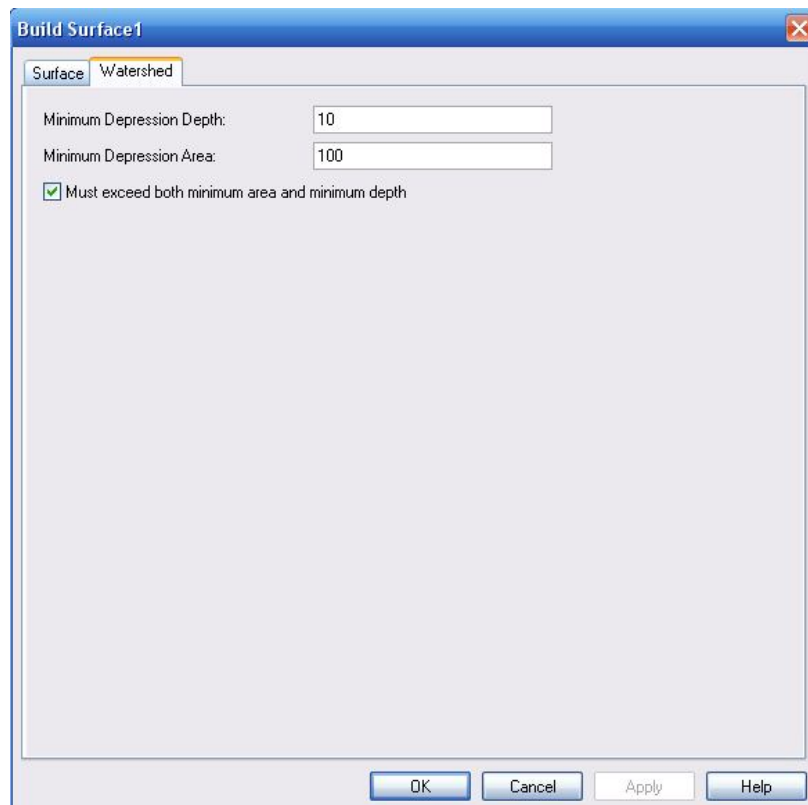 Build Surface1
Surface Watershed
Minimum Depression Depth: 10
Minimum Depression Area: 100
Must exceed both minimum area and minimum depth
OK Cancel Apply Help